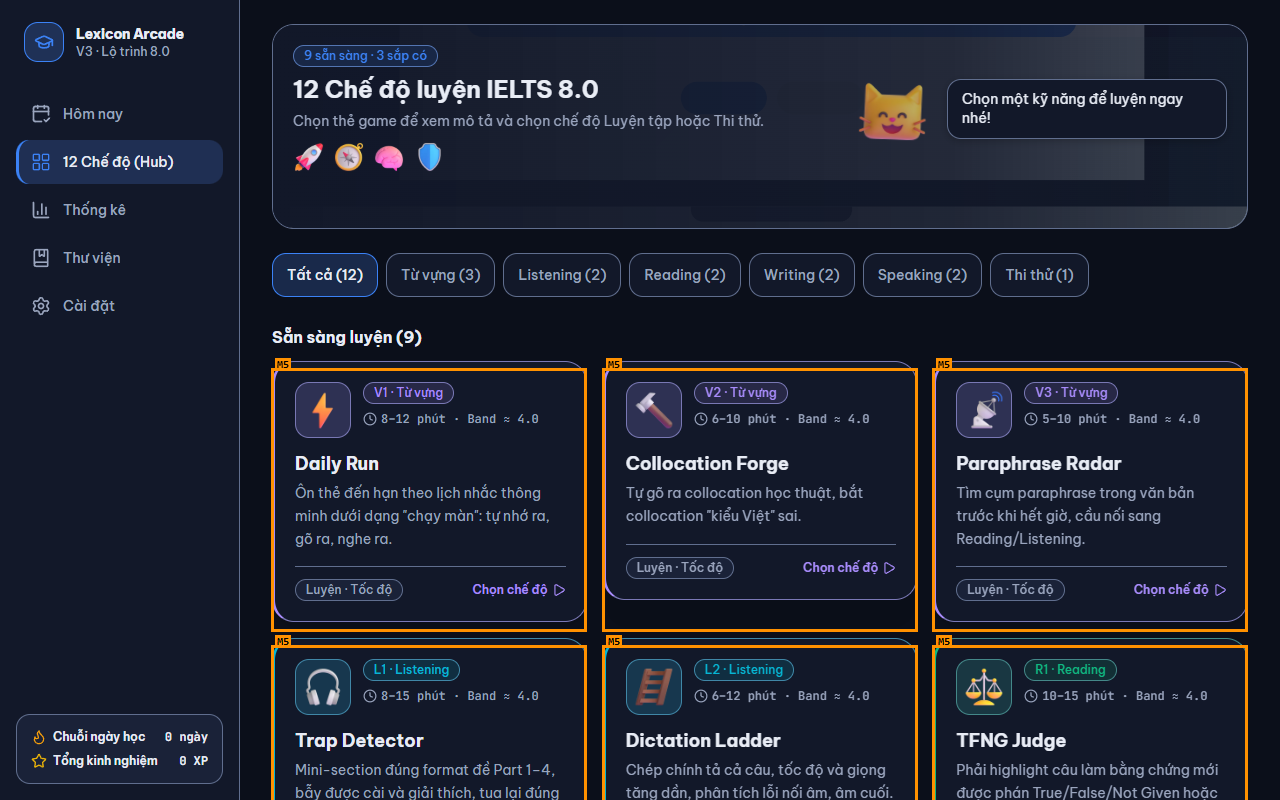 Lexicon Arcade
V3 · Lộ trình 8.0
Hôm nay
12 Chế độ (Hub)
Thống kê
Thư viện
Cài đặt
Chuỗi ngày học 0 ngày
Tổng kinh nghiệm 0 XP
9 sẵn sàng · 3 sắp có
12 Chế độ luyện IELTS 8.0
Chọn thẻ game để xem mô tả và chọn chế độ Luyện tập hoặc Thi thử.
Chọn một kỹ năng để luyện ngay
nhé!
Tất cả (12)
Từ vựng (3)
Listening (2)
Reading (2)
Writing (2)
Speaking (2)
Thi thử (1)
Sẵn sàng luyện (9)
M5
V1 · Từ vựng
8–12 phút · Band ≈ 4.0
Daily Run
Ôn thẻ đến hạn theo lịch nhắc thông
minh dưới dạng "chạy màn": tự nhớ ra,
gõ ra, nghe ra.
Luyện · Tốc độ
Chọn chế độ
M5
V2 · Từ vựng
6–10 phút · Band ≈ 4.0
Collocation Forge
Tự gõ ra collocation học thuật, bắt
collocation "kiểu Việt" sai.
Luyện · Tốc độ
Chọn chế độ
M5
V3 · Từ vựng
5–10 phút · Band ≈ 4.0
Paraphrase Radar
Tìm cụm paraphrase trong văn bản
trước khi hết giờ, cầu nối sang
Reading/Listening.
Luyện · Tốc độ
Chọn chế độ
M5
L1 · Listening
8–15 phút · Band ≈ 4.0
Trap Detector
Mini-section đúng format đề Part 1–4,
bẫy được cài và giải thích, tua lại đúng
M5
L2 · Listening
6–12 phút · Band ≈ 4.0
Dictation Ladder
Chép chính tả cả câu, tốc độ và giọng
tăng dần, phân tích lỗi nối âm, âm cuối.
M5
R1 · Reading
10–15 phút · Band ≈ 4.0
TFNG Judge
Phải highlight câu làm bằng chứng mới
được phán True/False/Not Given hoặc